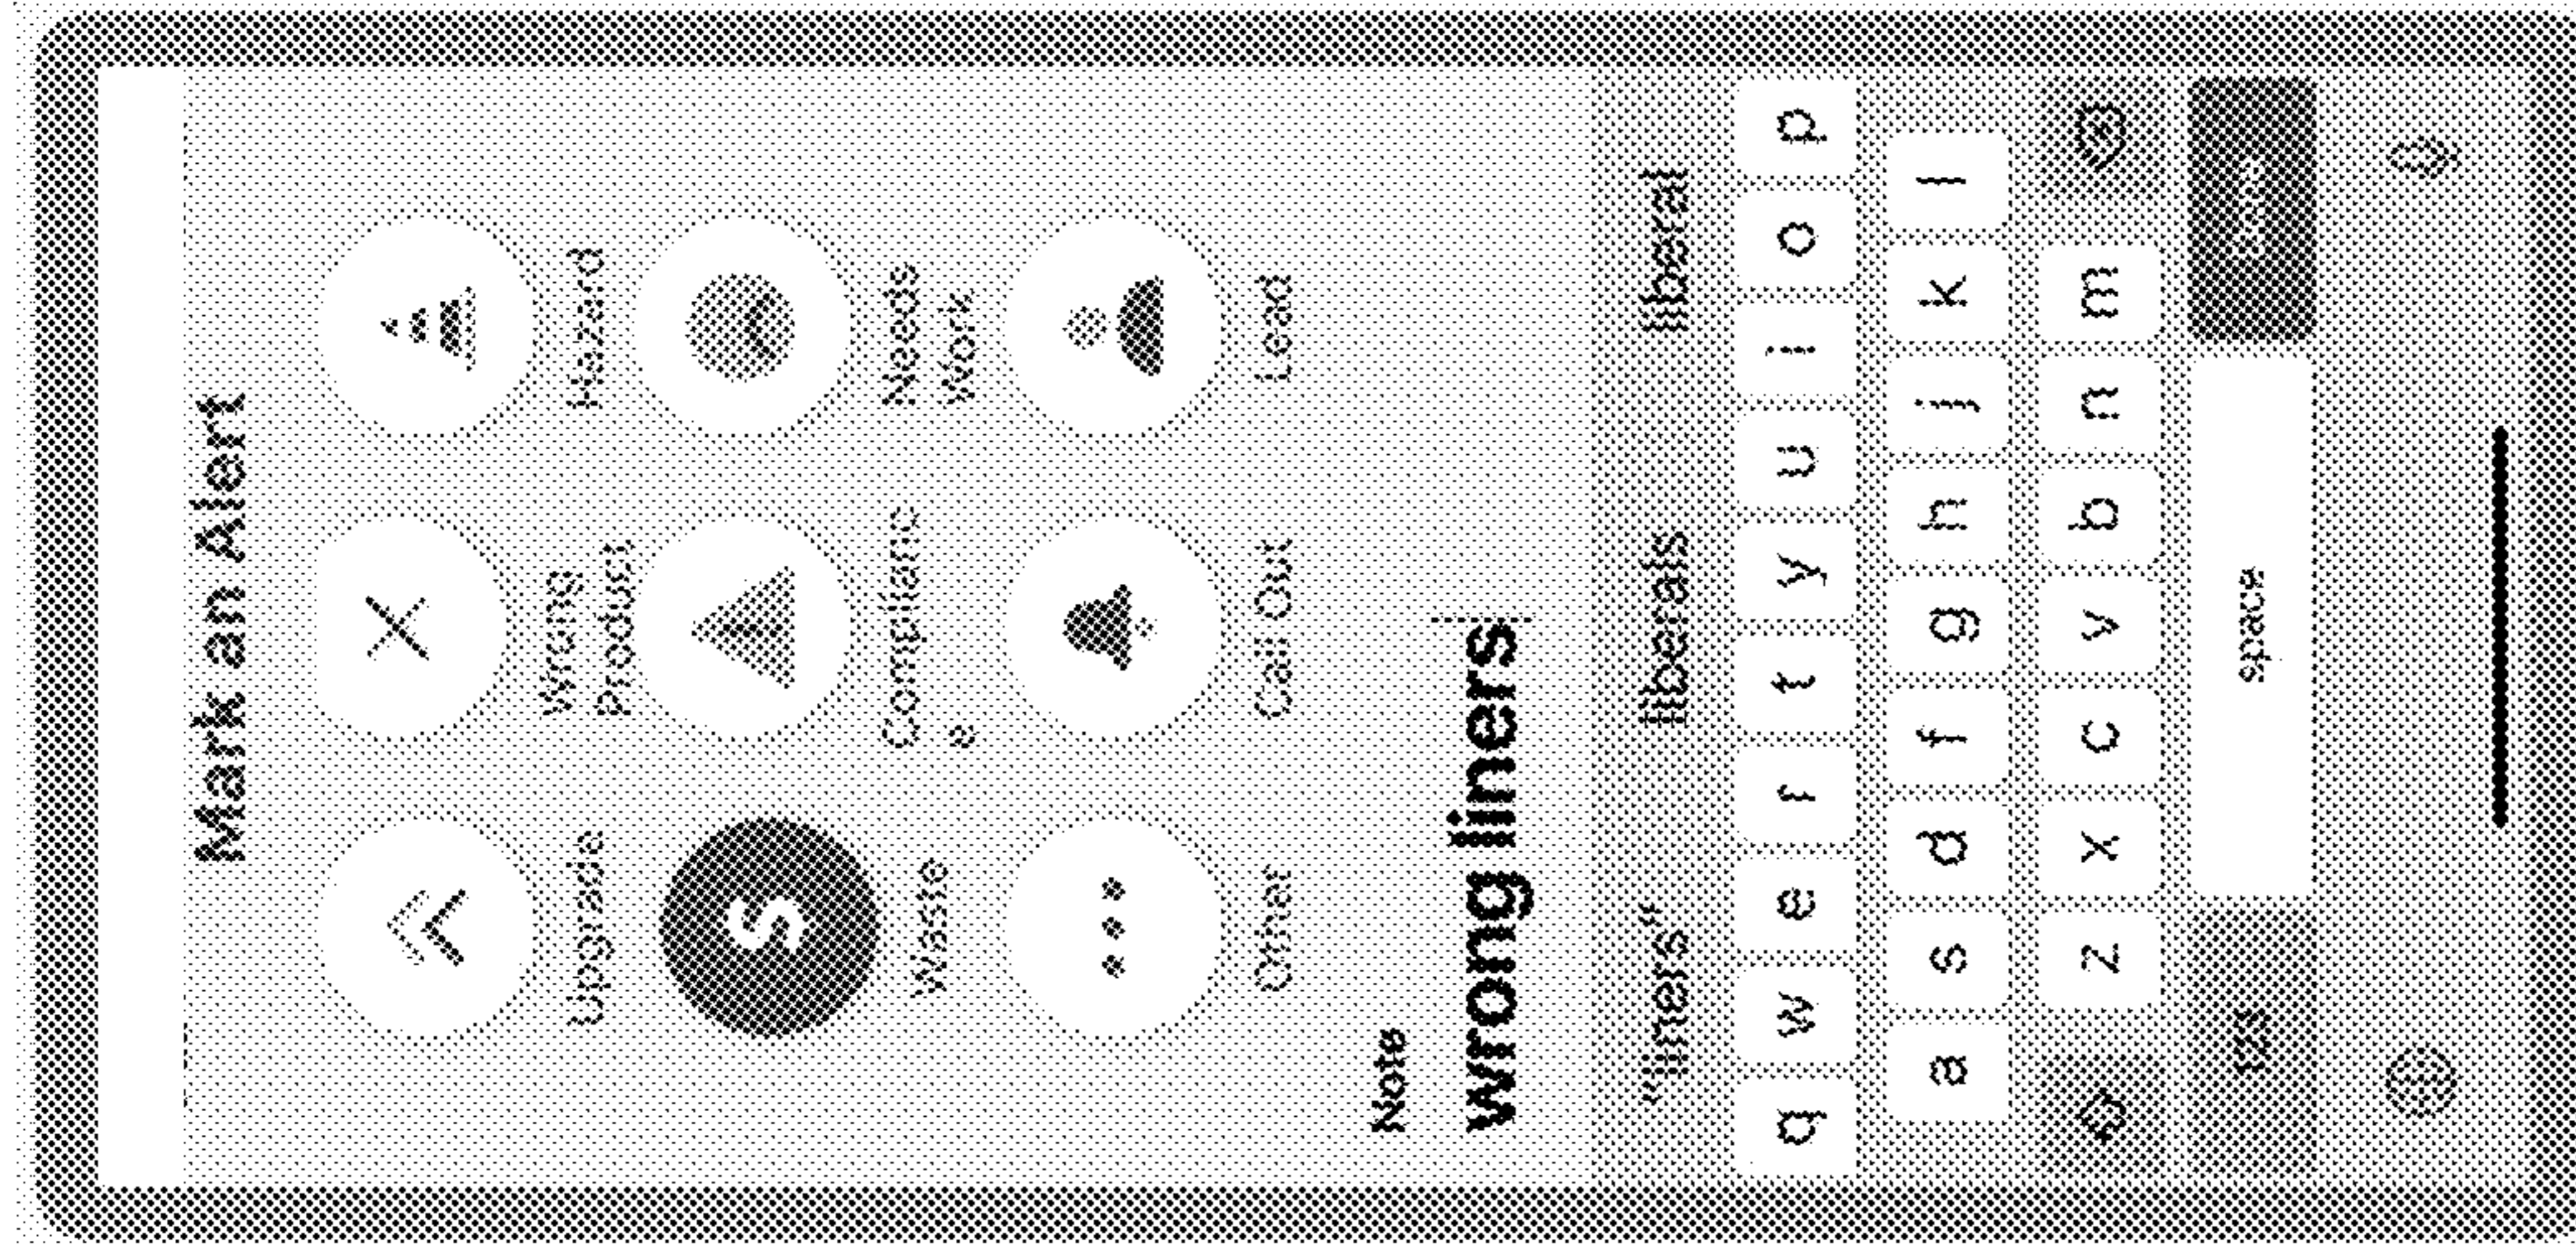 Mark an Alert
Upgrade
Wrong
Product
Hazard
S
Waste
Complianc
e
Needs
Work
Other
Call Out
Lead
Note
wrong liners
“liners“ liberals liberal
q w e r t y u i o p
a s d f g h j k l
z x c v b n m
123 space